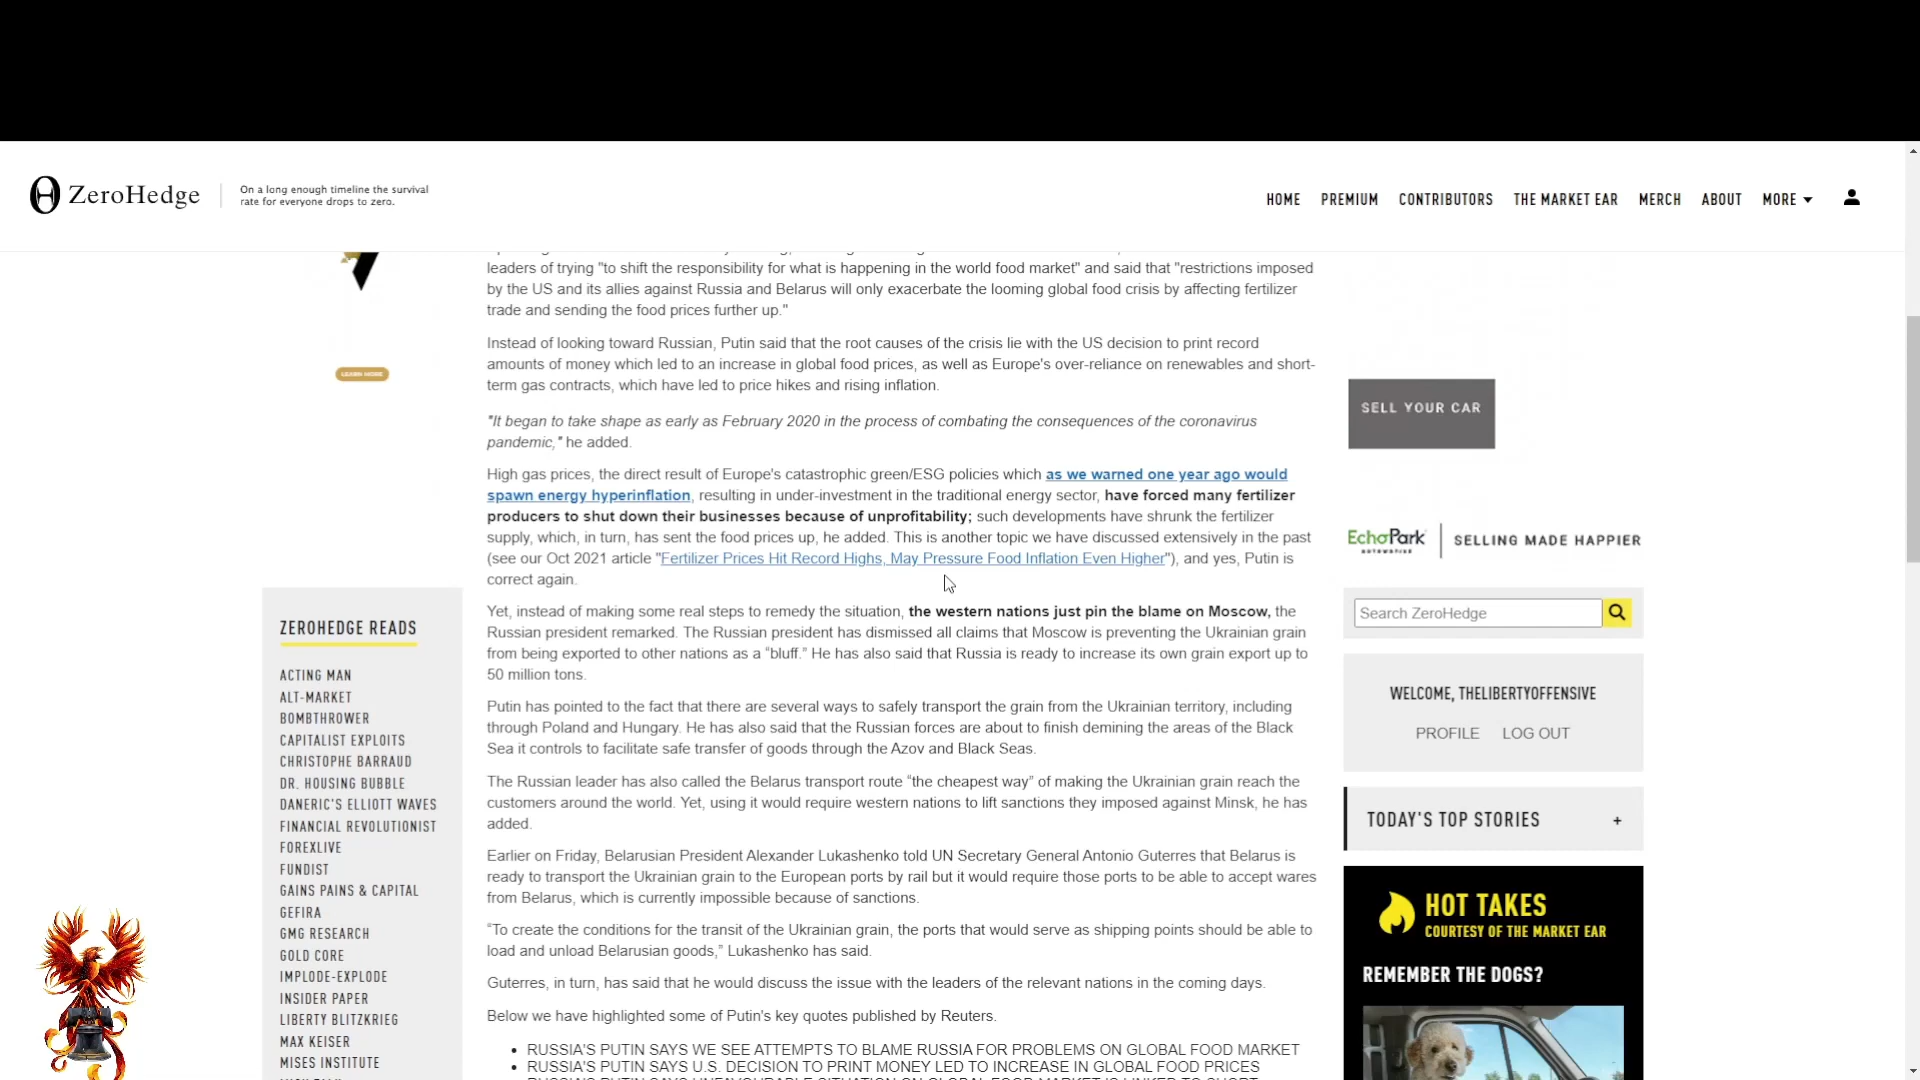 ZeroHedge
On a long enough timeline the survival
rate for everyone drops to zero.
HOME PREMIUM CONTRIBUTORS THE MARKET EAR MERCH ABOUT MORE
LEARN MORE
leaders of trying "to shift the responsibility for what is happening in the world food market" and said that "restrictions imposed
by the US and its allies against Russia and Belarus will only exacerbate the looming global food crisis by affecting fertilizer
trade and sending the food prices further up."
Instead of looking toward Russian, Putin said that the root causes of the crisis lie with the US decision to print record
amounts of money which led to an increase in global food prices, as well as Europe's over-reliance on renewables and short-
term gas contracts, which have led to price hikes and rising inflation.
"It began to take shape as early as February 2020 in the process of combating the consequences of the coronavirus
pandemic," he added.
High gas prices, the direct result of Europe's catastrophic green/ESG policies which as we warned one year ago would
spawn energy hyperinflation, resulting in under-investment in the traditional energy sector, have forced many fertilizer
producers to shut down their businesses because of unprofitability; such developments have shrunk the fertilizer
supply, which, in turn, has sent the food prices up, he added. This is another topic we have discussed extensively in the past
(see our Oct 2021 article "Fertilizer Prices Hit Record Highs, May Pressure Food Inflation Even Higher"), and yes, Putin is
correct again.
Yet, instead of making some real steps to remedy the situation, the western nations just pin the blame on Moscow, the
Russian president remarked. The Russian president has dismissed all claims that Moscow is preventing the Ukrainian grain
from being exported to other nations as a “bluff.” He has also said that Russia is ready to increase its own grain export up to
50 million tons.
Putin has pointed to the fact that there are several ways to safely transport the grain from the Ukrainian territory, including
through Poland and Hungary. He has also said that the Russian forces are about to finish demining the areas of the Black
Sea it controls to facilitate safe transfer of goods through the Azov and Black Seas.
The Russian leader has also called the Belarus transport route “the cheapest way” of making the Ukrainian grain reach the
customers around the world. Yet, using it would require western nations to lift sanctions they imposed against Minsk, he has
added.
Earlier on Friday, Belarusian President Alexander Lukashenko told UN Secretary General Antonio Guterres that Belarus is
ready to transport the Ukrainian grain to the European ports by rail but it would require those ports to be able to accept wares
from Belarus, which is currently impossible because of sanctions.
“To create the conditions for the transit of the Ukrainian grain, the ports that would serve as shipping points should be able to
load and unload Belarusian goods,” Lukashenko has said.
Guterres, in turn, has said that he would discuss the issue with the leaders of the relevant nations in the coming days.
Below we have highlighted some of Putin's key quotes published by Reuters.
• RUSSIA'S PUTIN SAYS WE SEE ATTEMPTS TO BLAME RUSSIA FOR PROBLEMS ON GLOBAL FOOD MARKET
• RUSSIA'S PUTIN SAYS U.S. DECISION TO PRINT MONEY LED TO INCREASE IN GLOBAL FOOD PRICES
ZEROHEDGE READS
ACTING MAN
ALT-MARKET
BOMBTHROWER
CAPITALIST EXPLOITS
CHRISTOPHE BARRAUD
DR. HOUSING BUBBLE
DANERIC'S ELLIOTT WAVES
FINANCIAL REVOLUTIONIST
FOREXLIVE
FUNDIST
GAINS PAINS & CAPITAL
GEFIRA
GMG RESEARCH
GOLD CORE
IMPLODE-EXPLODE
INSIDER PAPER
LIBERTY BLITZKRIEG
MAX KEISER
MISES INSTITUTE
SELL YOUR CAR
EchoPark AUTOMOTIVE SELLING MADE HAPPIER
Search ZeroHedge
WELCOME, THELIBERTYOFFENSIVE
PROFILE LOG OUT
TODAY'S TOP STORIES +
HOT TAKES
COURTESY OF THE MARKET EAR
REMEMBER THE DOGS?